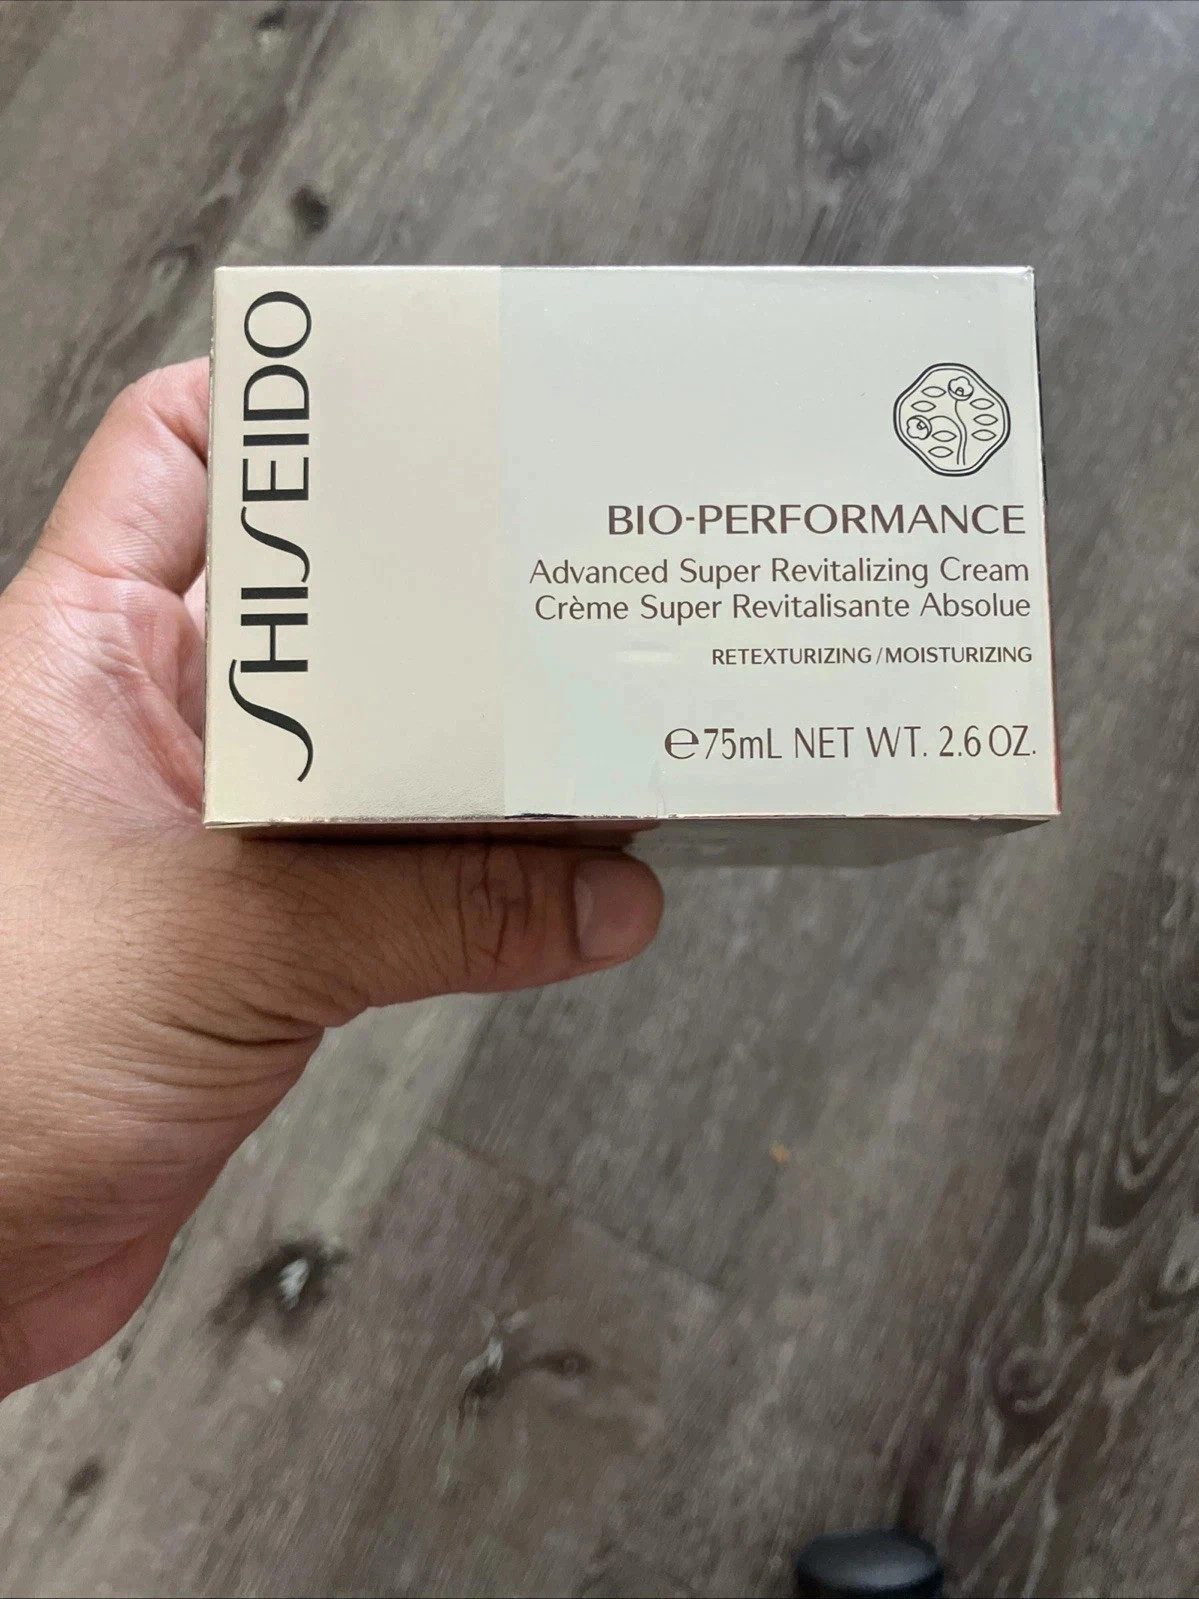 SHISEIDO
BIO-PERFORMANCE
Advanced Super Revitalizing Cream
Crème Super Revitalisante Absolue
RETEXTURIZING/MOISTURIZING
℮75mL NET WT. 2.6 OZ.